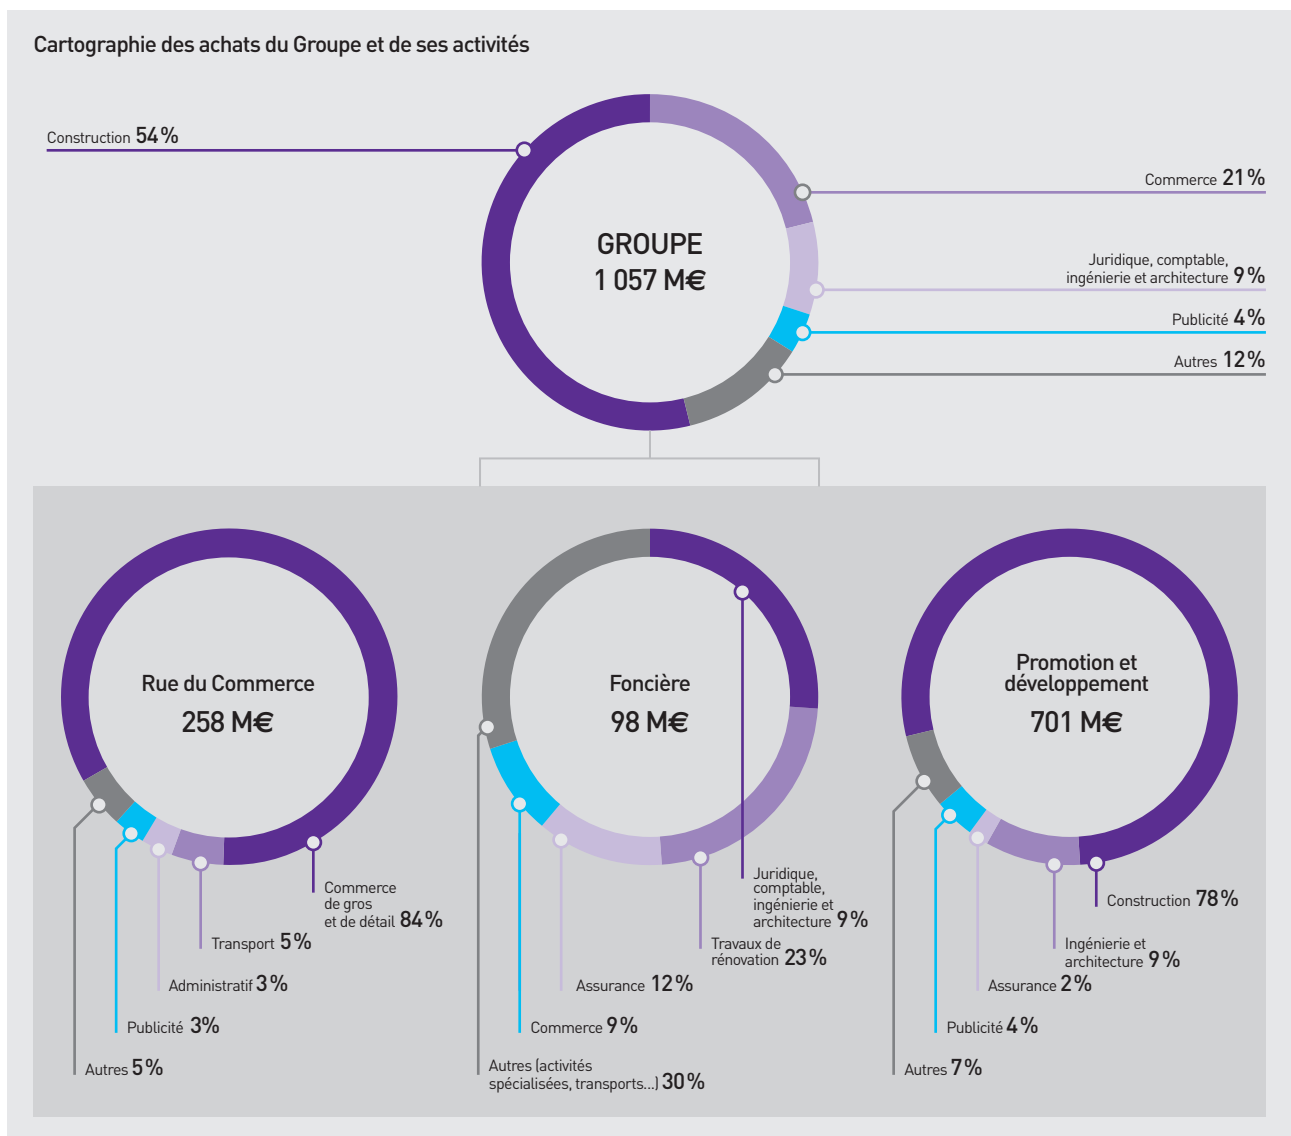 Cartographie des achats du Groupe et de ses activités
Construction 54 %
GROUPE
1 057 M€
Commerce 21 %
Juridique, comptable,
ingénierie et architecture 9 %
Publicité 4 %
Autres 12 %
Rue du Commerce
258 M€
Commerce
de gros
et de détail 84 %
Transport 5 %
Administratif 3 %
Publicité 3%
Autres 5 %
Foncière
98 M€
Juridique,
comptable,
ingénierie et
architecture 9 %
Travaux de
rénovation 23 %
Assurance 12 %
Commerce 9 %
Autres (activités
spécialisées, transports...) 30 %
Promotion et
développement
701 M€
Construction 78 %
Ingénierie et
architecture 9 %
Assurance 2 %
Publicité 4 %
Autres 7 %